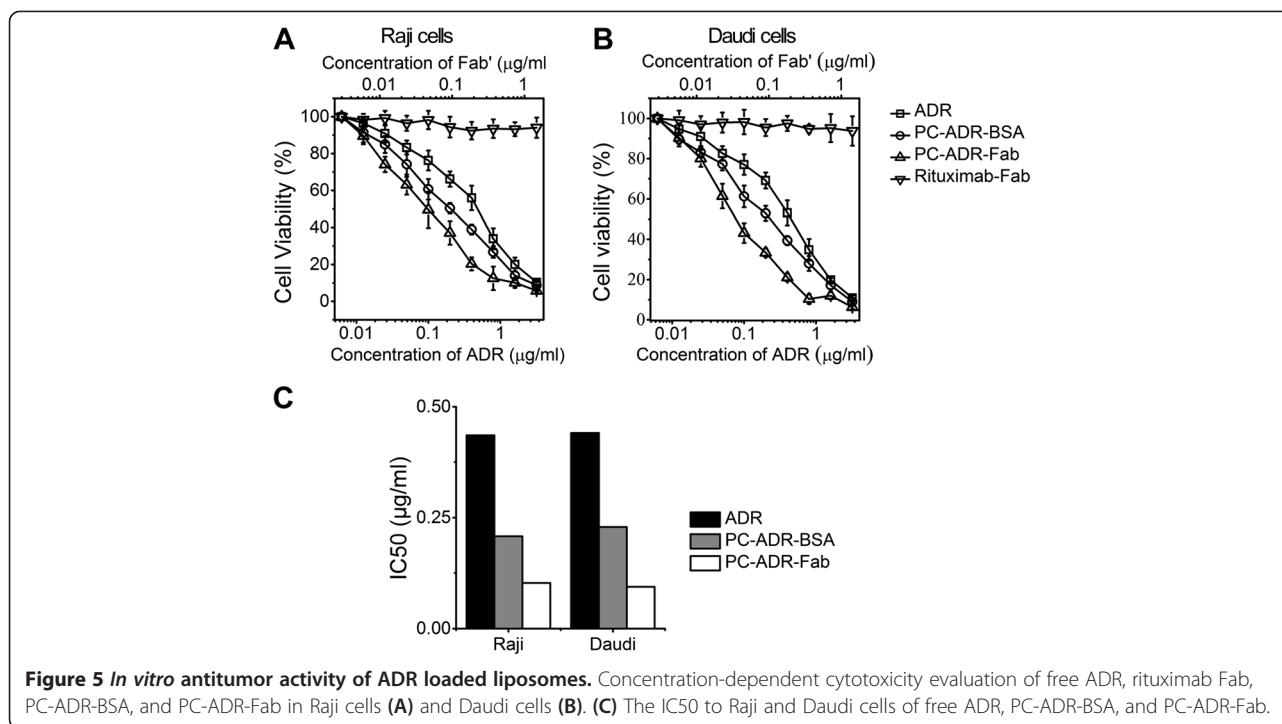 A
Raji cells
Concentration of Fab' (µg/ml
0.01 0.1 1
Cell Viability (%)
100
80
60
40
20
0
0.01 0.1 1
Concentration of ADR (µg/ml)
B
Daudi cells
Concentration of Fab' (µg/ml)
0.01 0.1 1
Cell viability (%)
100
80
60
40
20
0
0.01 0.1 1
Concentration of ADR (µg/ml)
ADR
PC-ADR-BSA
PC-ADR-Fab
Rituximab-Fab
C
IC50 (µg/ml)
0.50
0.25
0.00
Raji Daudi
ADR
PC-ADR-BSA
PC-ADR-Fab
Figure 5 In vitro antitumor activity of ADR loaded liposomes. Concentration-dependent cytotoxicity evaluation of free ADR, rituximab Fab,
PC-ADR-BSA, and PC-ADR-Fab in Raji cells (A) and Daudi cells (B). (C) The IC50 to Raji and Daudi cells of free ADR, PC-ADR-BSA, and PC-ADR-Fab.